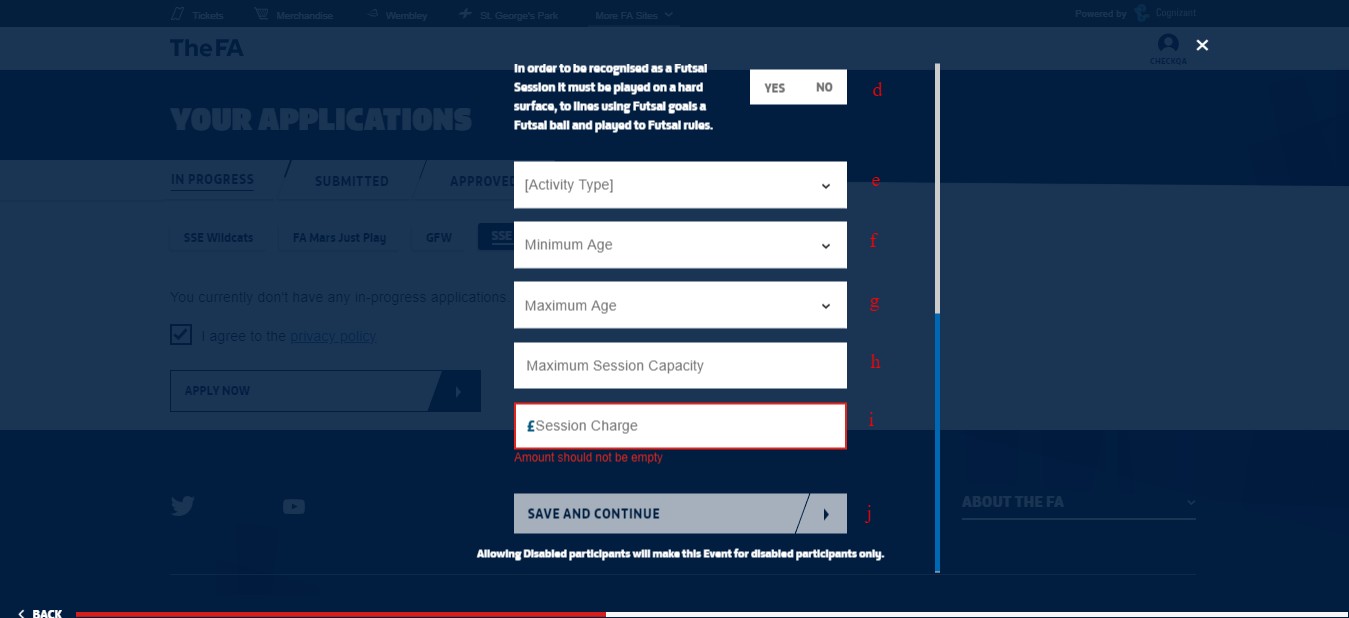 Tickets
Merchandise
Wembley
St. George's Park
More FA Sites
Powered by Cognizant
The FA
CHECKQA
In order to be recognised as a Futsal
Session it must be played on a hard
surface, to lines using Futsal goals a
Futsal ball and played to Futsal rules.
YES
NO
d
YOUR APPLICATIONS
IN PROGRESS
SUBMITTED
APPROVED
[Activity Type]
e
SSE Wildcats
FA Mars Just Play
GFW
SSE
Minimum Age
f
You currently don't have any in-progress applications.
Maximum Age
g
I agree to the privacy policy
Maximum Session Capacity
h
APPLY NOW
£Session Charge
i
Amount should not be empty
SAVE AND CONTINUE
j
ABOUT THE FA
Allowing Disabled participants will make this Event for disabled participants only.
BACK